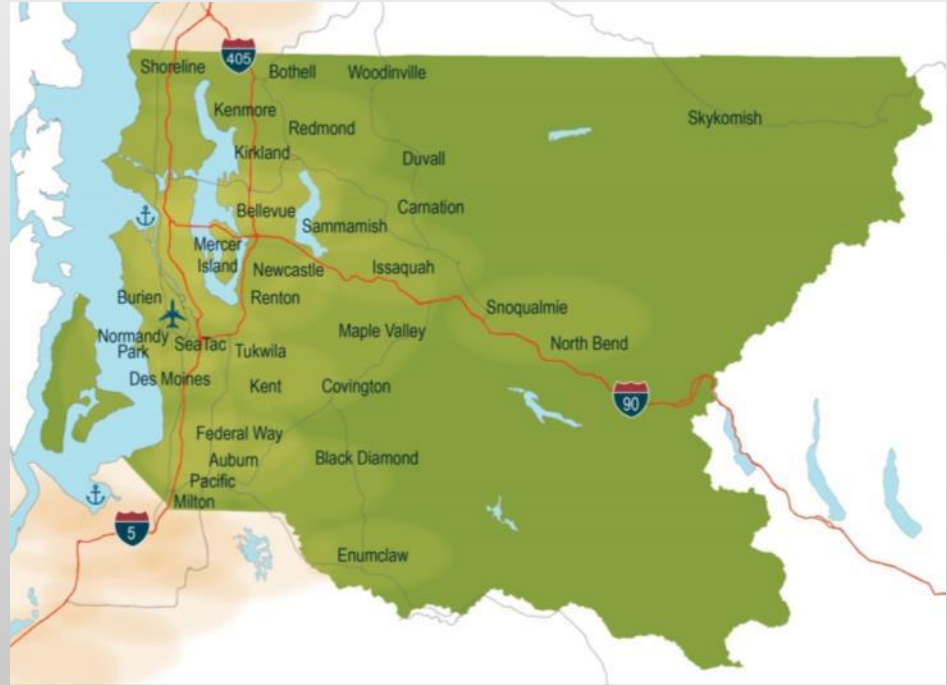 405
Shoreline
Bothell
Woodinville
Kenmore
Skykomish
Redmond
Kirkland
Duvall
Carnation
Bellevue
Sammamish
Mercer
Island
Newcastle
Issaquah
Burien
Renton
Snoqualmie
Maple Valley
Normandy
Park
SeaTac
Tukwila
North Bend
Des Moines
Kent
Covington
90
Federal Way
Auburn
Black Diamond
Pacific
Milton
5
Enumclaw